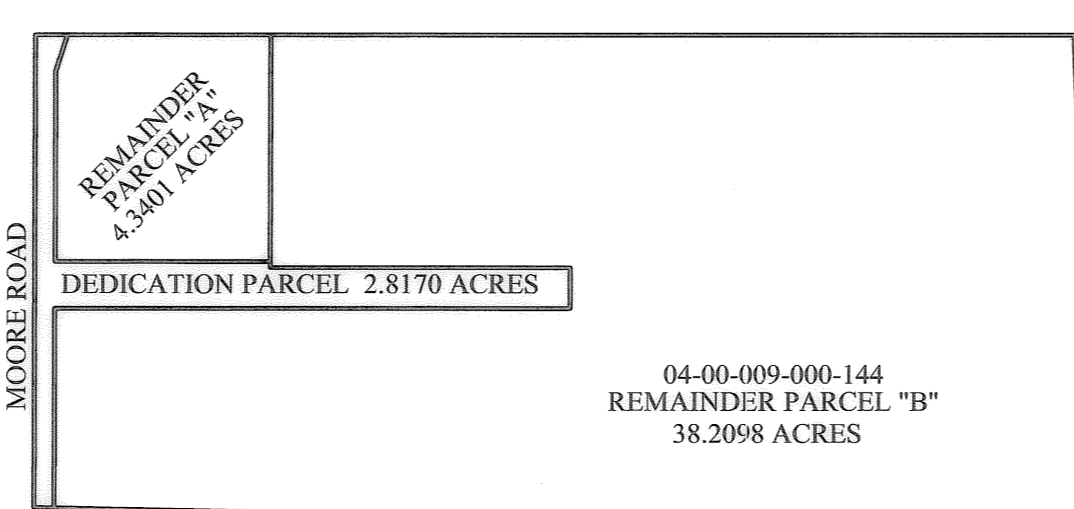 REMAINDER
PARCEL "A"
4.3401 ACRES
MOORE ROAD
DEDICATION PARCEL 2.8170 ACRES
04-00-009-000-144
REMAINDER PARCEL "B"
38.2098 ACRES